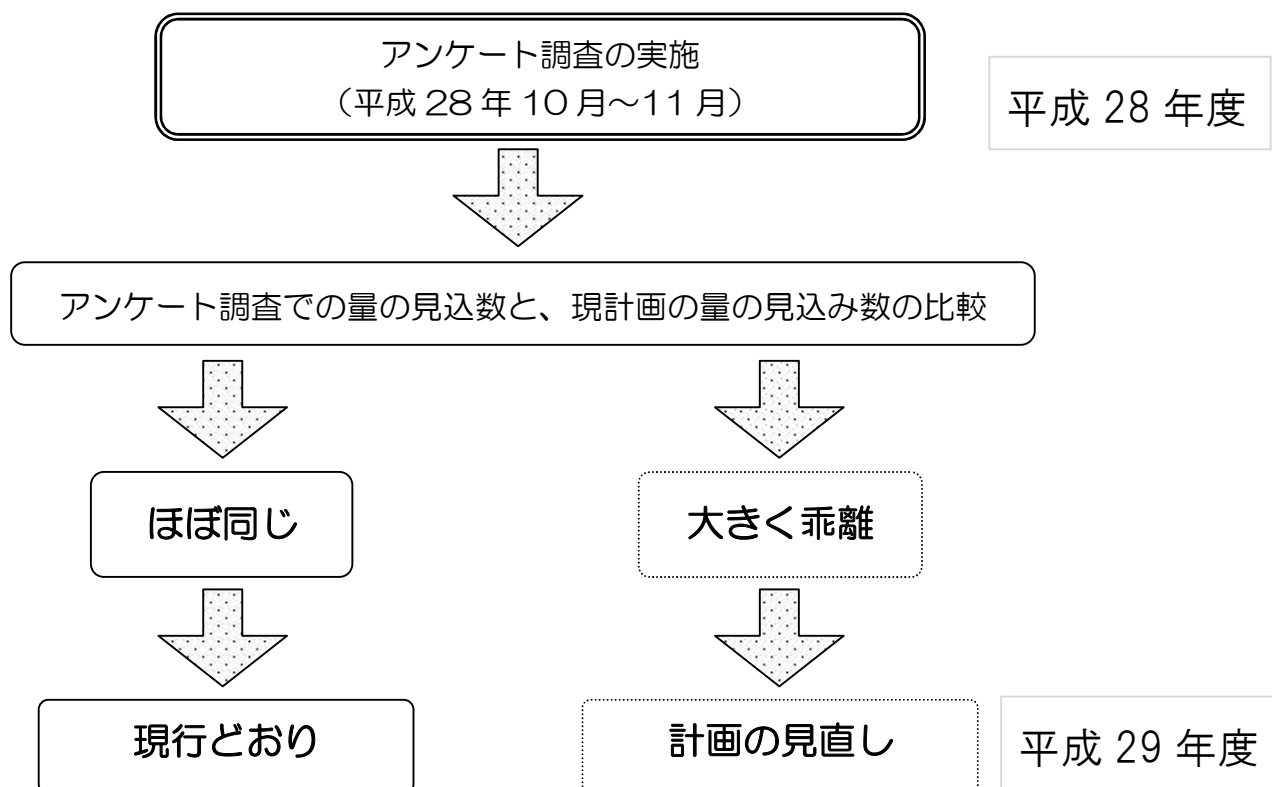 アンケート調査の実施
（平成 28 年 10 月～11 月）
平成 28 年度
アンケート調査での量の見込数と、現計画の量の見込み数の比較
ほぼ同じ
大きく乖離
現行どおり
計画の見直し
平成 29 年度